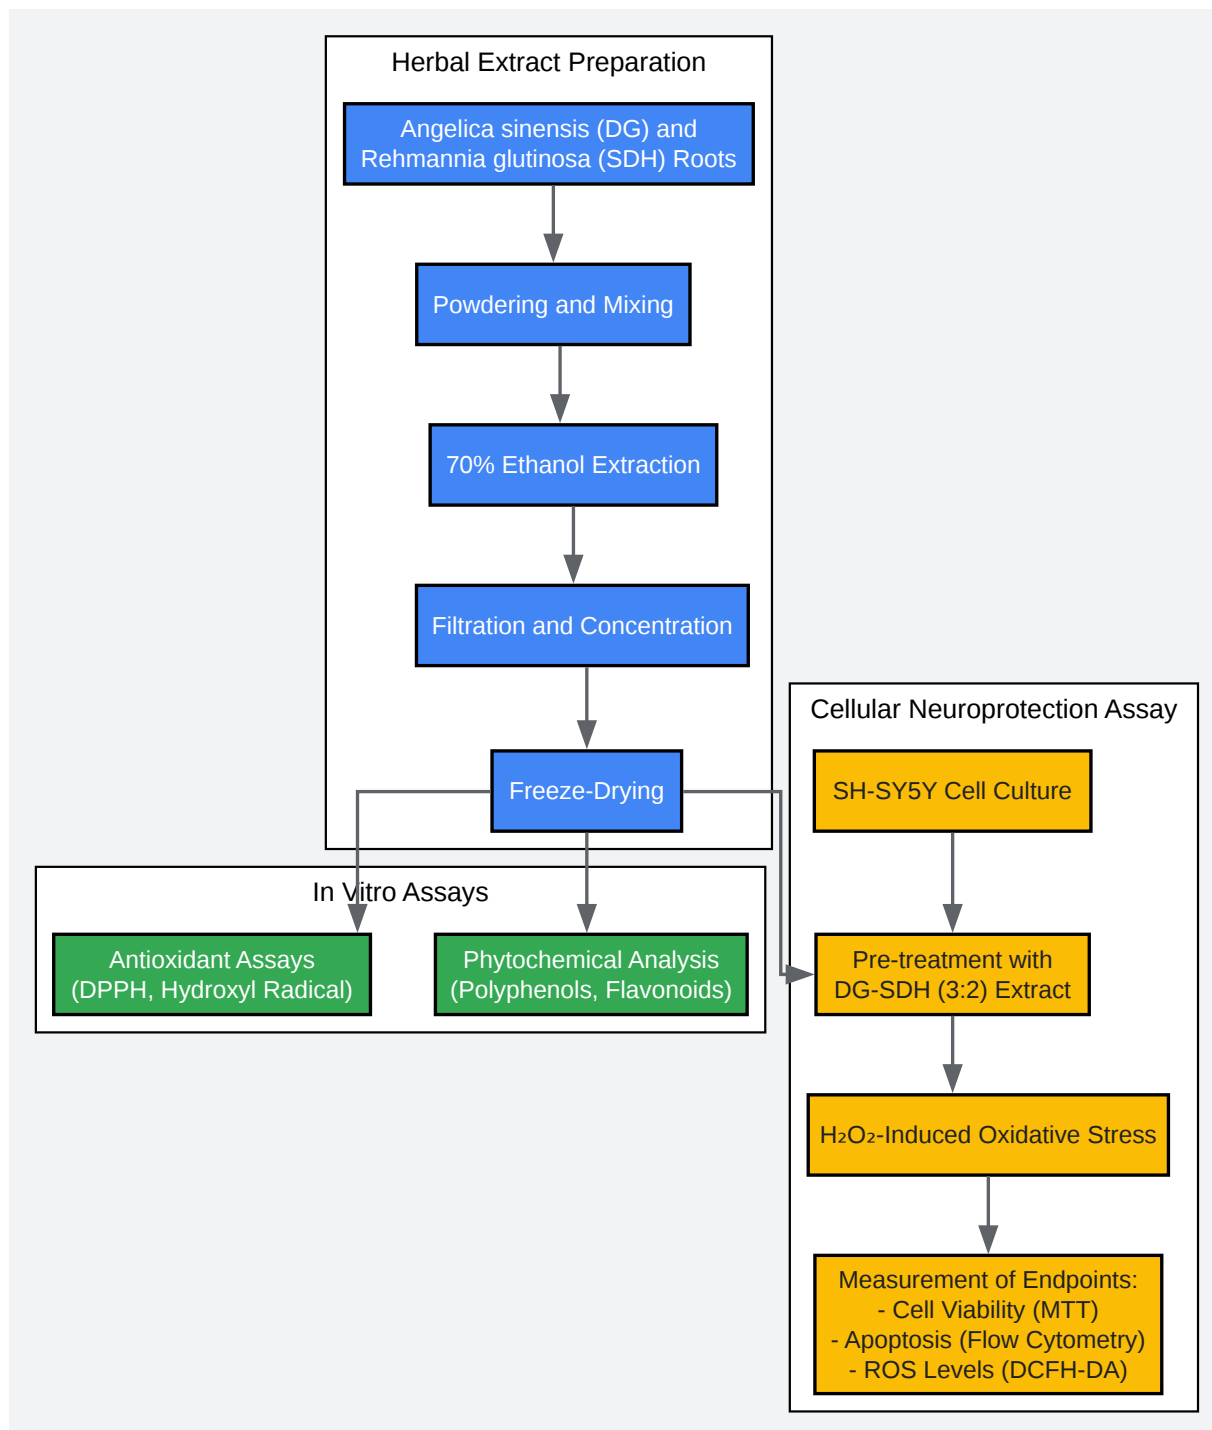 Herbal Extract Preparation
Angelica sinensis (DG) and
Rehmannia glutinosa (SDH) Roots
Powdering and Mixing
70% Ethanol Extraction
Filtration and Concentration
Freeze-Drying
In Vitro Assays
Antioxidant Assays
(DPPH, Hydroxyl Radical)
Phytochemical Analysis
(Polyphenols, Flavonoids)
Cellular Neuroprotection Assay
SH-SY5Y Cell Culture
Pre-treatment with
DG-SDH (3:2) Extract
H₂O₂-Induced Oxidative Stress
Measurement of Endpoints:
- Cell Viability (MTT)
- Apoptosis (Flow Cytometry)
- ROS Levels (DCFH-DA)